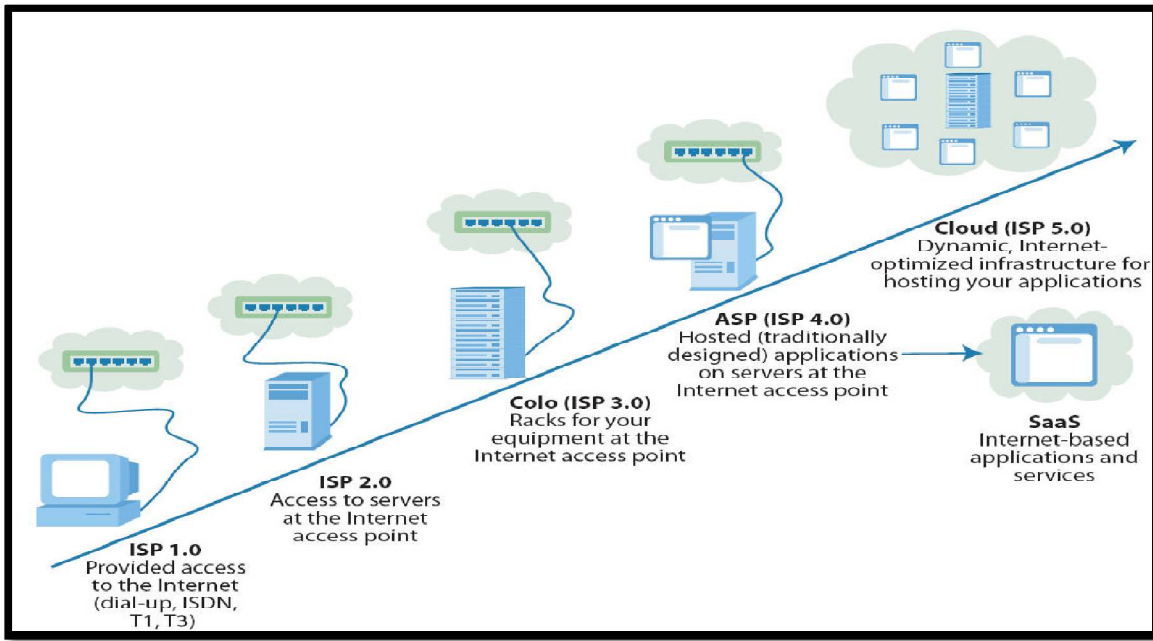 ISP 1.0
Provided access
to the Internet
(dial-up, ISDN,
T1, T3)
ISP 2.0
Access to servers
at the Internet
access point
Colo (ISP 3.0)
Racks for your
equipment at the
Internet access point
ASP (ISP 4.0)
Hosted (traditionally
designed) applications
on servers at the
Internet access point
Cloud (ISP 5.0)
Dynamic, Internet-
optimized infrastructure for
hosting your applications
SaaS
Internet-based
applications and
services